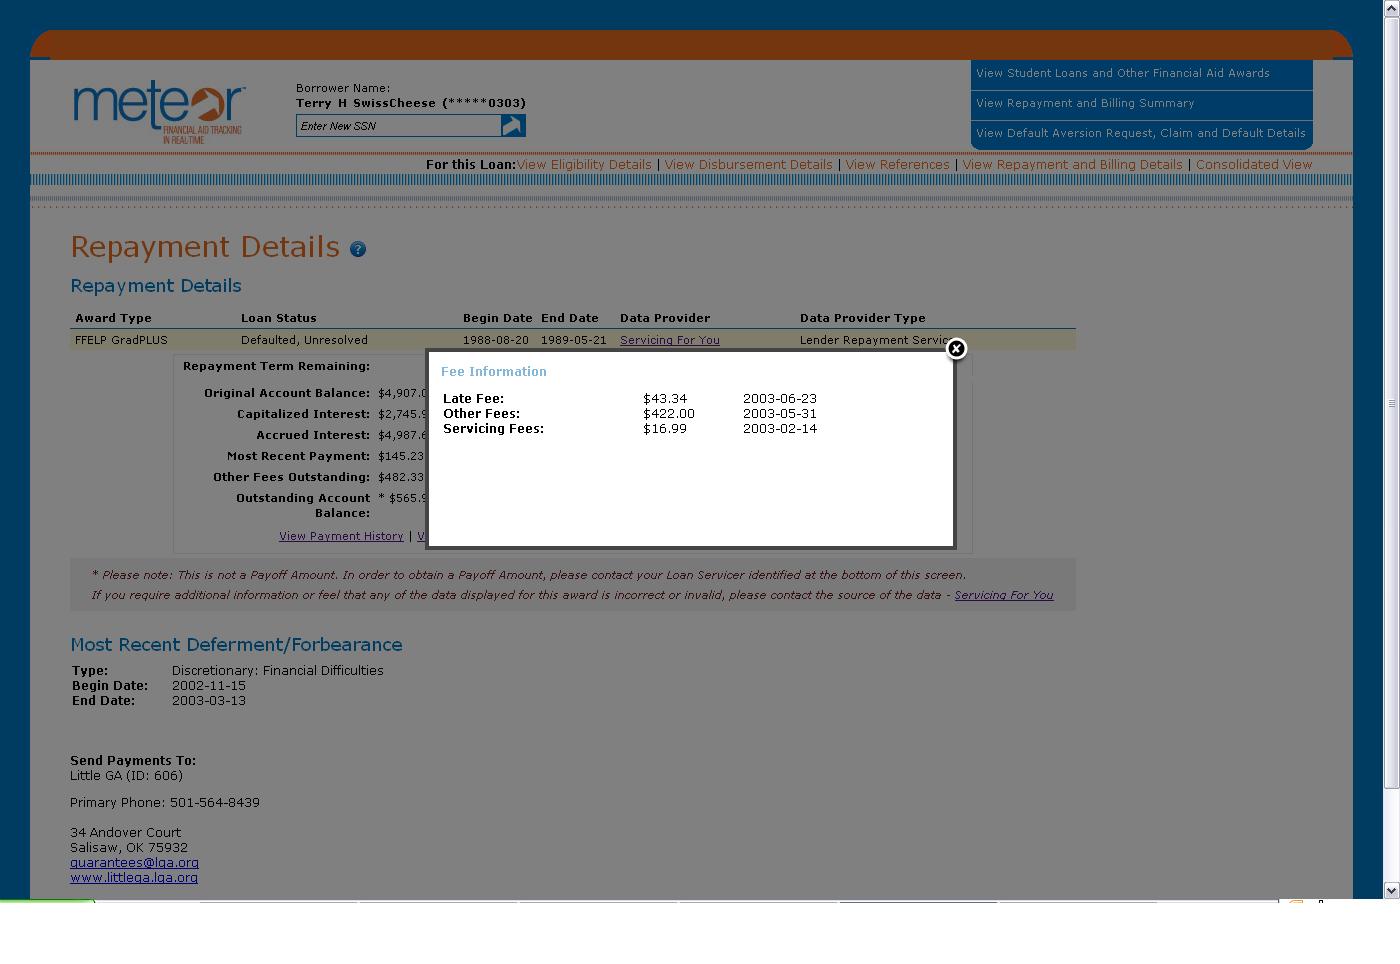 meteor
FINANCIAL AID TRACKING
IN REAL-TIME
Borrower Name:
Terry H SwissCheese (*****0303)
Enter New SSN
View Student Loans and Other Financial Aid Awards
View Repayment and Billing Summary
View Default Aversion Request, Claim and Default Details
For this Loan:View Eligibility Details | View Disbursement Details | View References | View Repayment and Billing Details | Consolidated View
Repayment Details ?
Repayment Details
Award Type Loan Status Begin Date End Date Data Provider Data Provider Type
FFELP GradPLUS Defaulted, Unresolved 1988-08-20 1989-05-21 Servicing For You Lender Repayment Servic
Repayment Term Remaining:
Original Account Balance: $4,907.0
Capitalized Interest: $2,745.9
Accrued Interest: $4,987.6
Most Recent Payment: $145.23
Other Fees Outstanding: $482.33
Outstanding Account * $565.9
Balance:
View Payment History | V
Fee Information
Late Fee: $43.34 2003-06-23
Other Fees: $422.00 2003-05-31
Servicing Fees: $16.99 2003-02-14
* Please note: This is not a Payoff Amount. In order to obtain a Payoff Amount, please contact your Loan Servicer identified at the bottom of this screen.
If you require additional information or feel that any of the data displayed for this award is incorrect or invalid, please contact the source of the data - Servicing For You
Most Recent Deferment/Forbearance
Type: Discretionary: Financial Difficulties
Begin Date: 2002-11-15
End Date: 2003-03-13
Send Payments To:
Little GA (ID: 606)
Primary Phone: 501-564-8439
34 Andover Court
Salisaw, OK 75932
guarantees@lga.org
www.littlega.lga.org